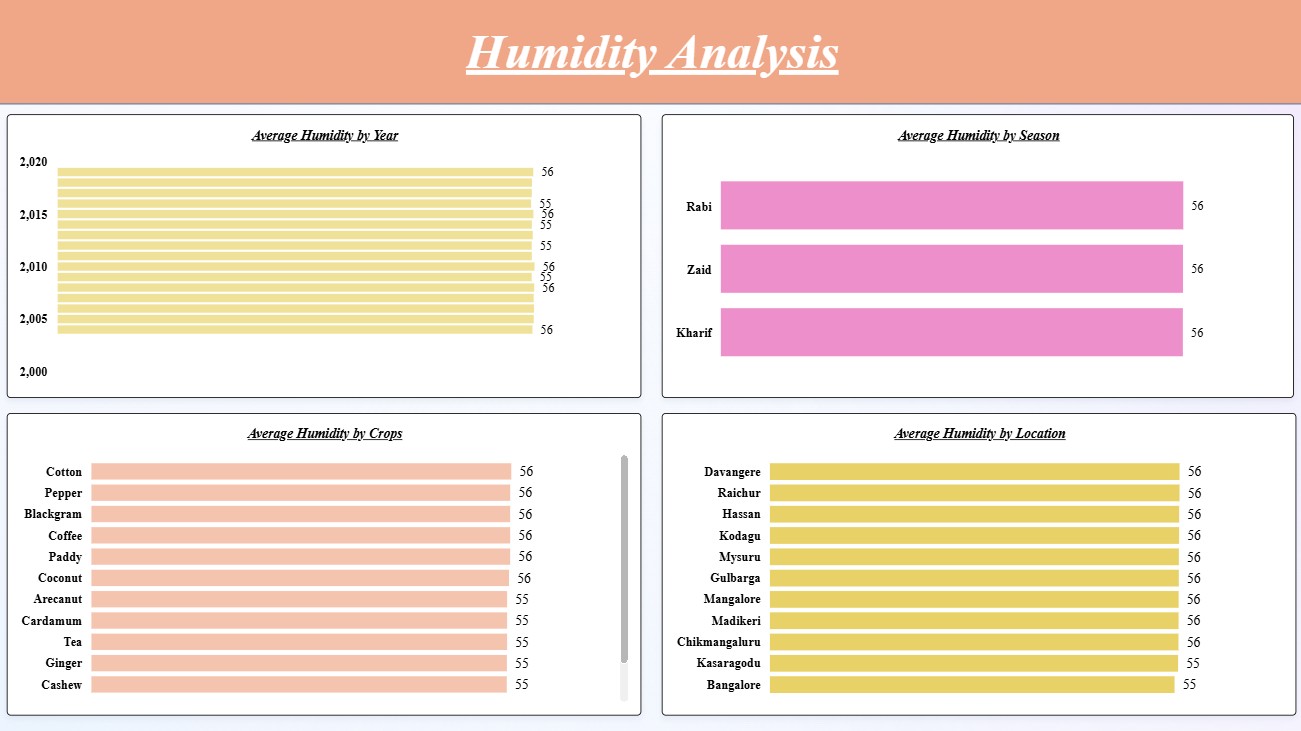 Humidity Analysis
Average Humidity by Year
2,020
56
55
2,015
56
55
55
2,010
56
55
56
2,005
56
2,000
Average Humidity by Season
Rabi 56
Zaid 56
Kharif 56
Average Humidity by Crops
Cotton 56
Pepper 56
Blackgram 56
Coffee 56
Paddy 56
Coconut 56
Arecanut 55
Cardamum 55
Tea 55
Ginger 55
Cashew 55
Average Humidity by Location
Davangere 56
Raichur 56
Hassan 56
Kodagu 56
Mysuru 56
Gulbarga 56
Mangalore 56
Madikeri 56
Chikmangaluru 56
Kasaragodu 55
Bangalore 55